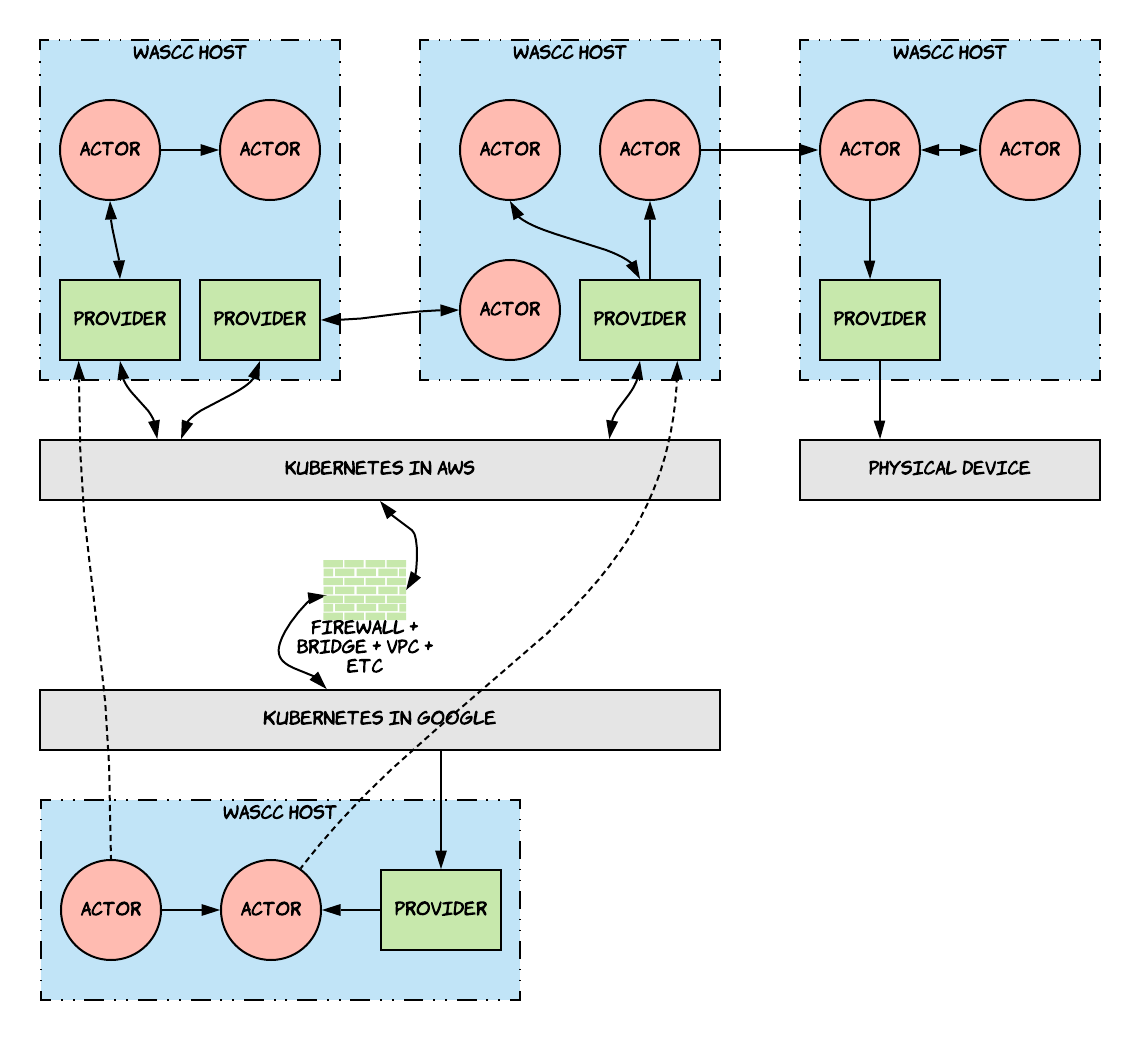 WASCC HOST
WASCC HOST
WASCC HOST
ACTOR
ACTOR
ACTOR
ACTOR
ACTOR
ACTOR
PROVIDER
PROVIDER
ACTOR
PROVIDER
PROVIDER
KUBERNETES IN AWS
PHYSICAL DEVICE
FIREWALL +
BRIDGE + VPC +
ETC
KUBERNETES IN GOOGLE
WASCC HOST
ACTOR
ACTOR
PROVIDER